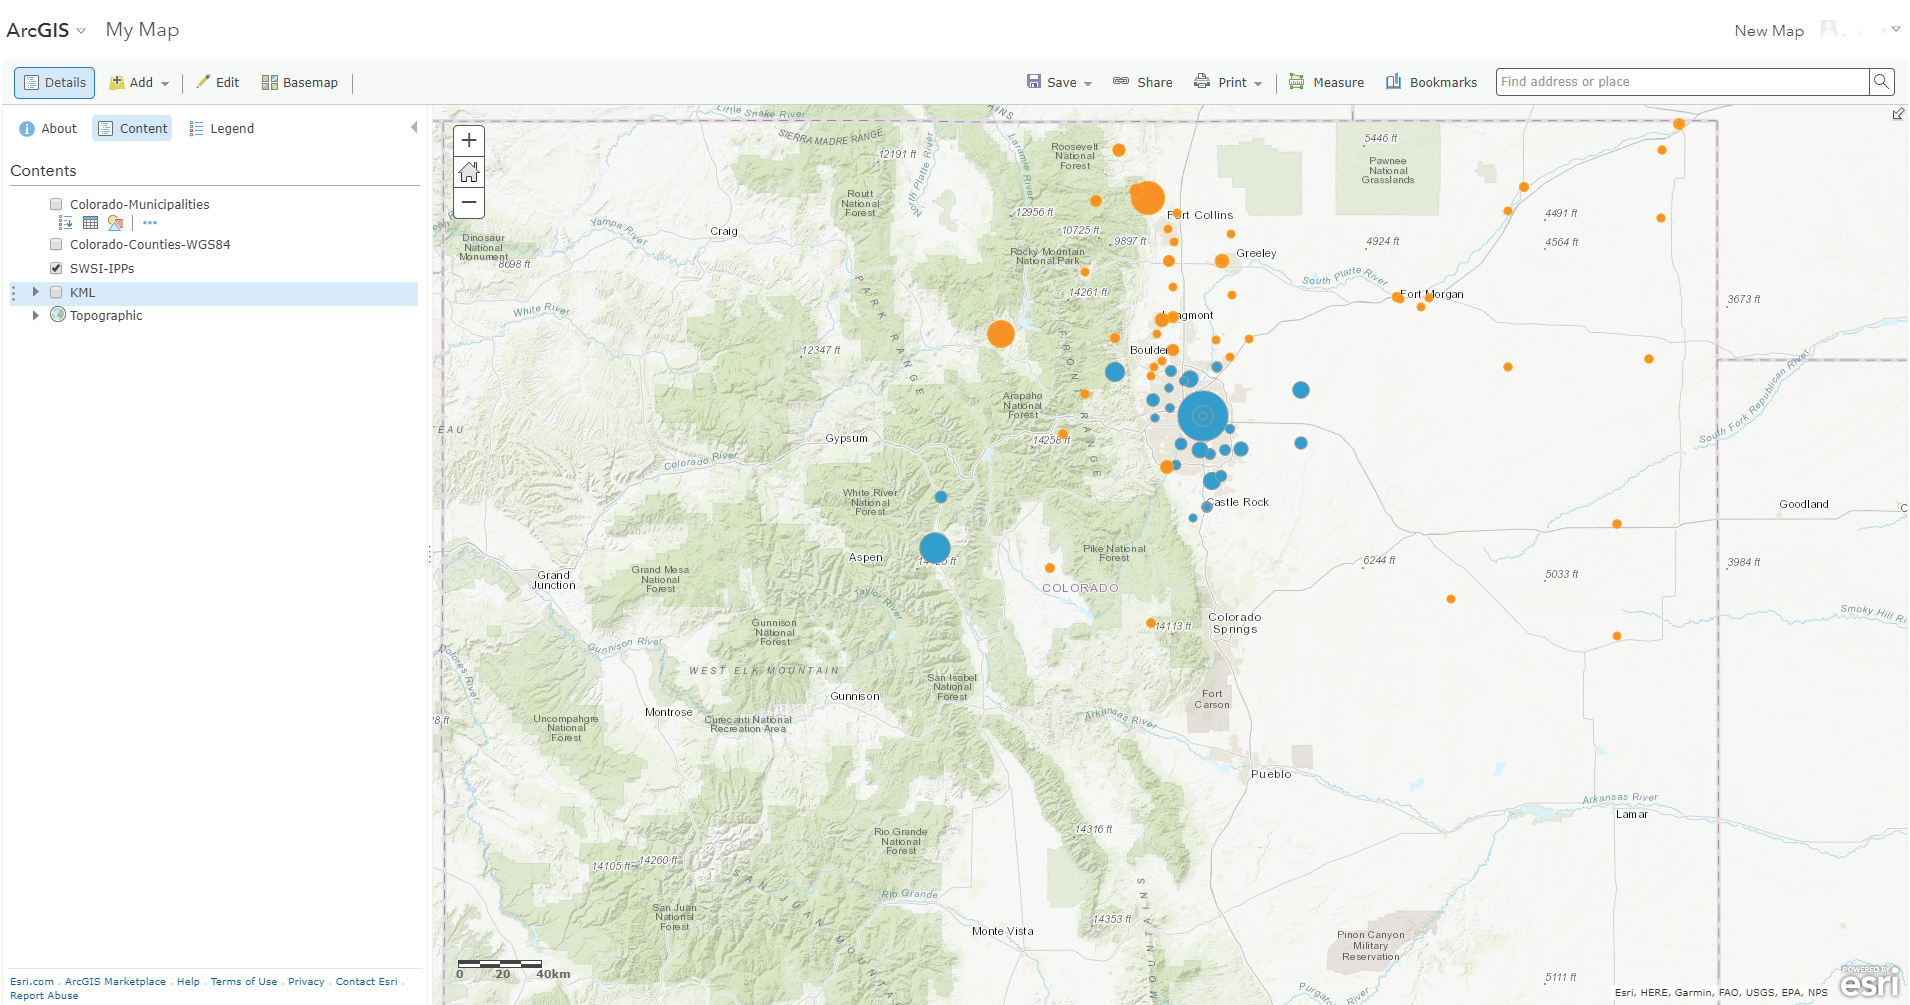 ArcGIS My Map New Map
Details Add Edit Basemap Save Share Print Measure Bookmarks Find address or place
About Content Legend
Contents
Colorado-Municipalities
Colorado-Counties-WGS84
SWSI-IPPs
KML
Topographic
Esri.com . ArcGIS Marketplace . Help . Terms of Use . Privacy . Contact Esri .
Report Abuse
+
−
Little Snake River
SIERRA MADRE RANGE
12191 ft
North Platte River
Laramie River
AINS
Roosevelt
National
Forest
5446 ft
Pawnee
National
Grasslands
Routt
National
Forest
12956 ft
Fort Collins
4491 ft
Yampa River
Craig
10725 ft
9897 ft
4924 ft
4564 ft
Dinosaur
National
Monument
8698 ft
Rocky Mountain
National Park
Greeley
South Platte River
14261 ft
Fort Morgan
3673 ft
White River
PARK RANGE
Longmont
12347 ft
FRONT RANGE
Boulder
South Fork Republican River
Arapaho
National
Forest
TEAU
Gypsum
14258 ft
Colorado River
White River
National
Forest
Castle Rock
Goodland
Aspen
Pike National
Forest
6244 ft
3984 ft
Grand
Junction
Grand Mesa
National
Forest
5033 ft
COLORADO
Taylor River
Smoky Hill Ri
Colorado
Springs
14113 ft
Gunnison
National
Forest
Gunnison River
Dolores River
WEST ELK MOUNTAIN
San Isabel
National
Forest
Gunnison
Fort
Carson
Montrose
Curecanti National
Recreation Area
Arkansas River
Uncompahgre
National
Forest
Pueblo
Arkansas River
Lamar
14316 ft
Rio Grande
National
Forest
14105 ft
14260 ft
SAN JUAN MOUN
Rio Grande
San Juan
National
Forest
14353 ft
Monte Vista
Pinon Canyon
Military
Reservation
5111 ft
0 20 40km
Esri, HERE, Garmin, FAO, USGS, EPA, NPS
POWERED BY
esri